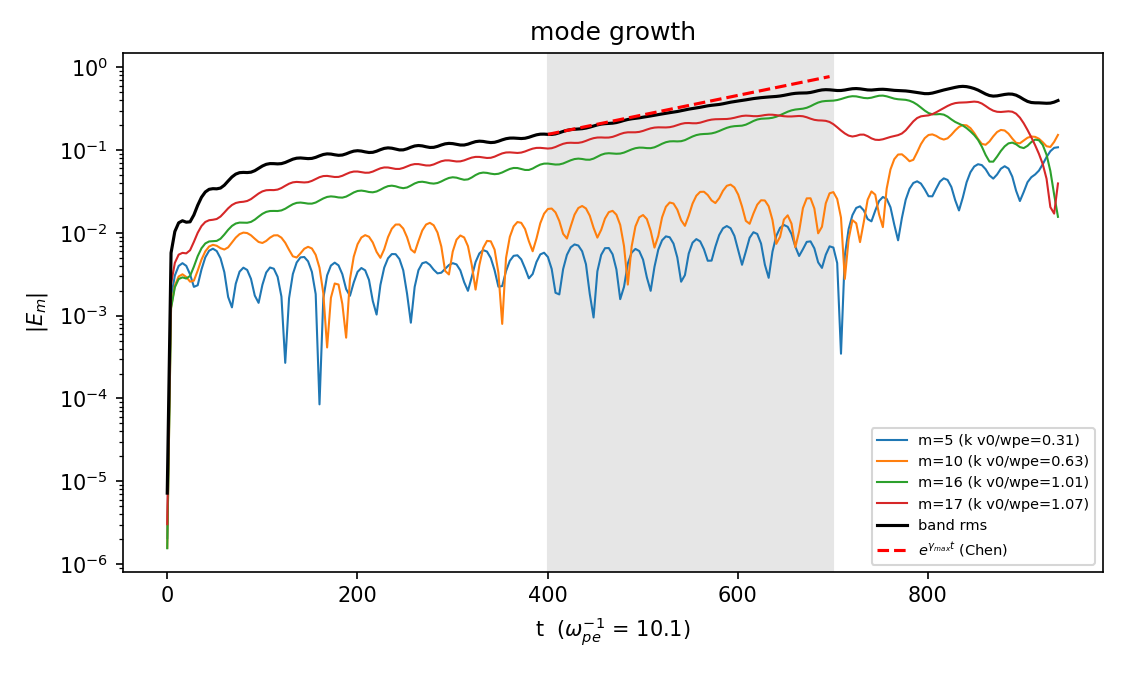 mode growth
|E_m|
10⁰
10⁻¹
10⁻²
10⁻³
10⁻⁴
10⁻⁵
10⁻⁶
0 200 400 600 800
t (ω_pe⁻¹ = 10.1)
m=5 (k v0/wpe=0.31)
m=10 (k v0/wpe=0.63)
m=16 (k v0/wpe=1.01)
m=17 (k v0/wpe=1.07)
band rms
e^{γ_max t} (Chen)